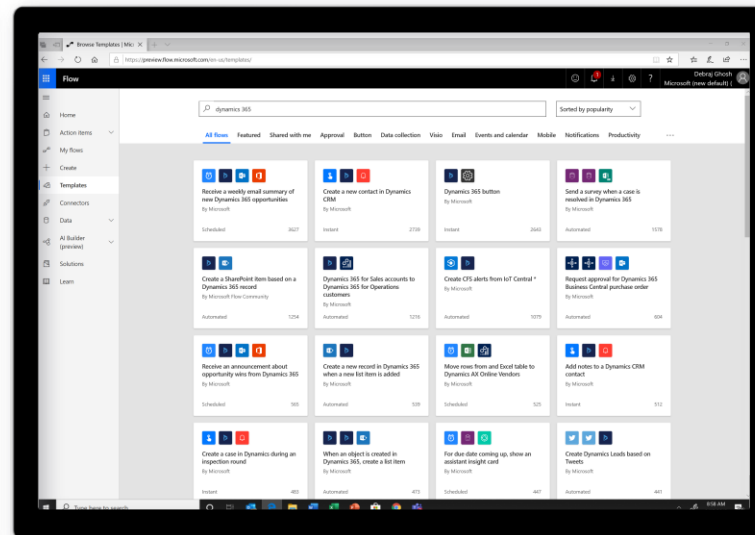 Browse Templates | Mic
https://preview.flow.microsoft.com/en-us/templates/
Flow
Debraj Ghosh
Microsoft (new default) (
dynamics 365
Sorted by popularity
Home
Action items
My flows
Create
Templates
Connectors
Data
AI Builder
(preview)
Solutions
Learn
All flows Featured Shared with me Approval Button Data collection Visio Email Events and calendar Mobile Notifications Productivity ...
Receive a weekly email summary of
new Dynamics 365 opportunities
By Microsoft
Scheduled 3627
Create a new contact in Dynamics
CRM
By Microsoft
Instant 2739
Dynamics 365 button
By Microsoft
Instant
Send a survey when a case is
resolved in Dynamics 365
By Microsoft
Automated 1578
Create a SharePoint item based on a
Dynamics 365 record
By Microsoft Flow Community
Automated 1254
Dynamics 365 for Sales accounts to
Dynamics 365 for Operations
customers
By Microsoft
Automated 1216
Create CFS alerts from IoT Central *
By Microsoft
Automated 1079
Request approval for Dynamics 365
Business Central purchase order
By Microsoft
Automated 604
Receive an announcement about
opportunity wins from Dynamics 365
By Microsoft
Scheduled 565
Create a new record in Dynamics 365
when a new list item is added
By Microsoft
Automated 539
Move rows from and Excel table to
Dynamics AX Online Vendors
By Microsoft
Scheduled 525
Add notes to a Dynamics CRM
contact
By Microsoft
Instant 512
Create a case in Dynamics during an
inspection round
By Microsoft
Instant 483
When an object is created in
Dynamics 365, create a list item
By Microsoft
Automated 473
For due date coming up, show an
assistant insight card
By Microsoft
Scheduled 447
Create Dynamics Leads based on
Tweets
By Microsoft
Automated 441
Type here to search
8:58 AM